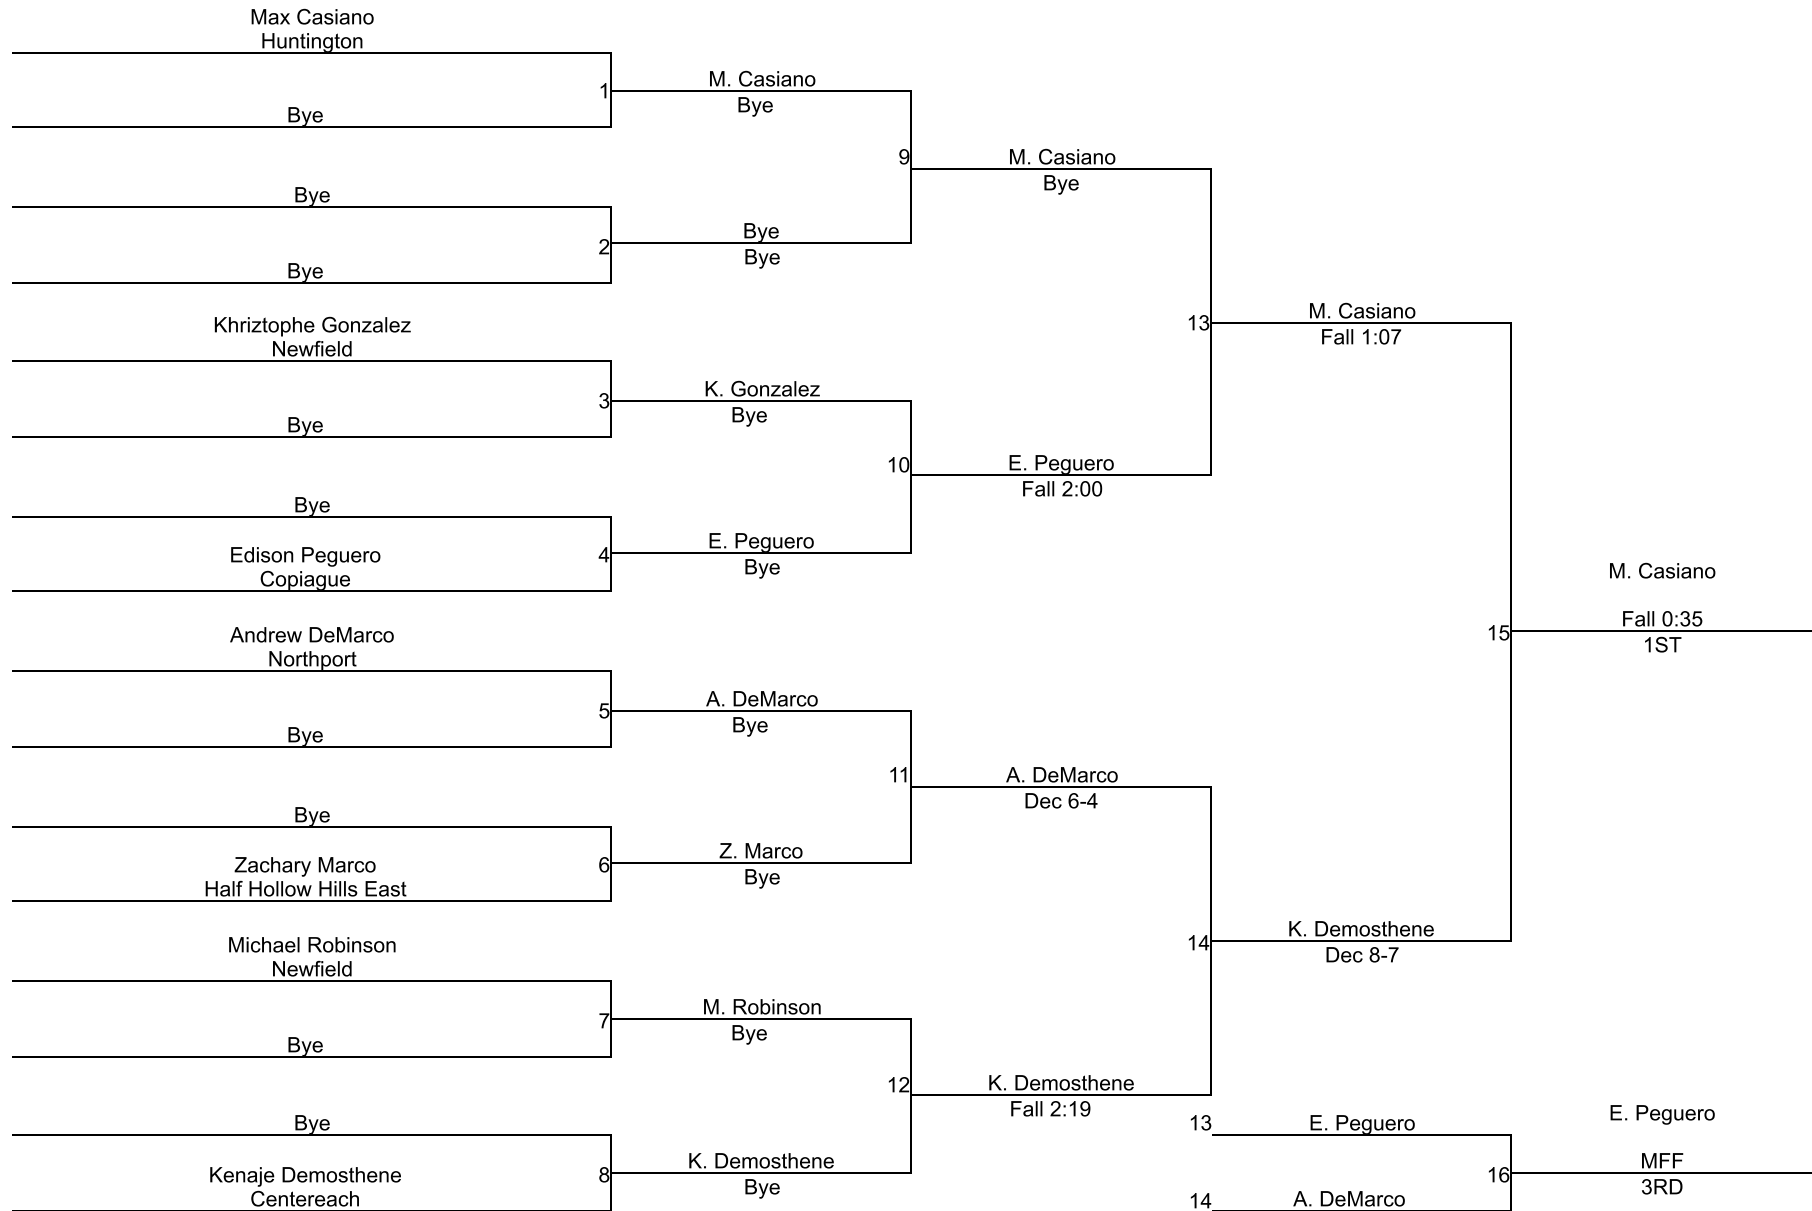 Max Casiano
Huntington
1
Bye
M. Casiano
Bye
Bye
2
Bye
Bye
Bye
9
M. Casiano
Bye
Khriztophe Gonzalez
Newfield
3
Bye
K. Gonzalez
Bye
Bye
4
Edison Peguero
Copiague
E. Peguero
Bye
10
E. Peguero
Fall 2:00
13
M. Casiano
Fall 1:07
Andrew DeMarco
Northport
5
Bye
A. DeMarco
Bye
Bye
6
Zachary Marco
Half Hollow Hills East
Z. Marco
Bye
11
A. DeMarco
Dec 6-4
Michael Robinson
Newfield
7
Bye
M. Robinson
Bye
Bye
8
Kenaje Demosthene
Centereach
K. Demosthene
Bye
12
K. Demosthene
Fall 2:19
14
K. Demosthene
Dec 8-7
15
M. Casiano
Fall 0:35
1ST
13
E. Peguero
14
A. DeMarco
16
E. Peguero
MFF
3RD